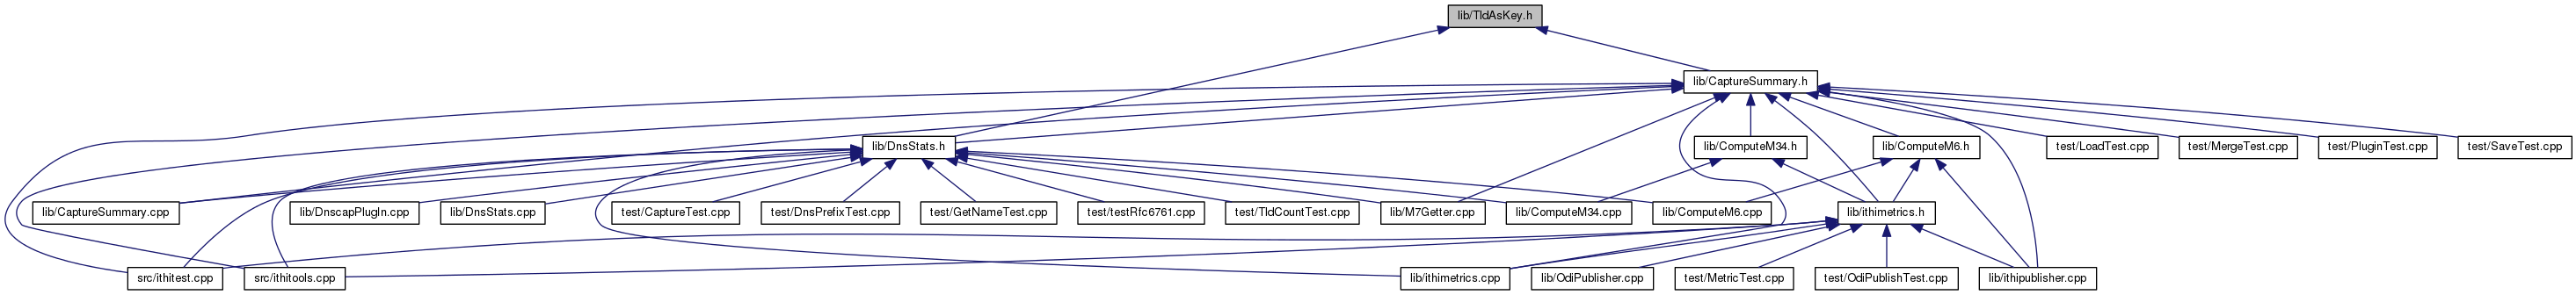 lib/TldAsKey.h
lib/CaptureSummary.h
lib/DnsStats.h
lib/ComputeM34.h
lib/ComputeM6.h
test/LoadTest.cpp
test/MergeTest.cpp
test/PluginTest.cpp
test/SaveTest.cpp
lib/CaptureSummary.cpp
lib/DnscapPlugIn.cpp
lib/DnsStats.cpp
test/CaptureTest.cpp
test/DnsPrefixTest.cpp
test/GetNameTest.cpp
test/testRfc6761.cpp
test/TldCountTest.cpp
lib/M7Getter.cpp
lib/ComputeM34.cpp
lib/ComputeM6.cpp
lib/ithimetrics.h
src/ithitest.cpp
src/ithitools.cpp
lib/ithimetrics.cpp
lib/OdiPublisher.cpp
test/MetricTest.cpp
test/OdiPublishTest.cpp
lib/ithipublisher.cpp